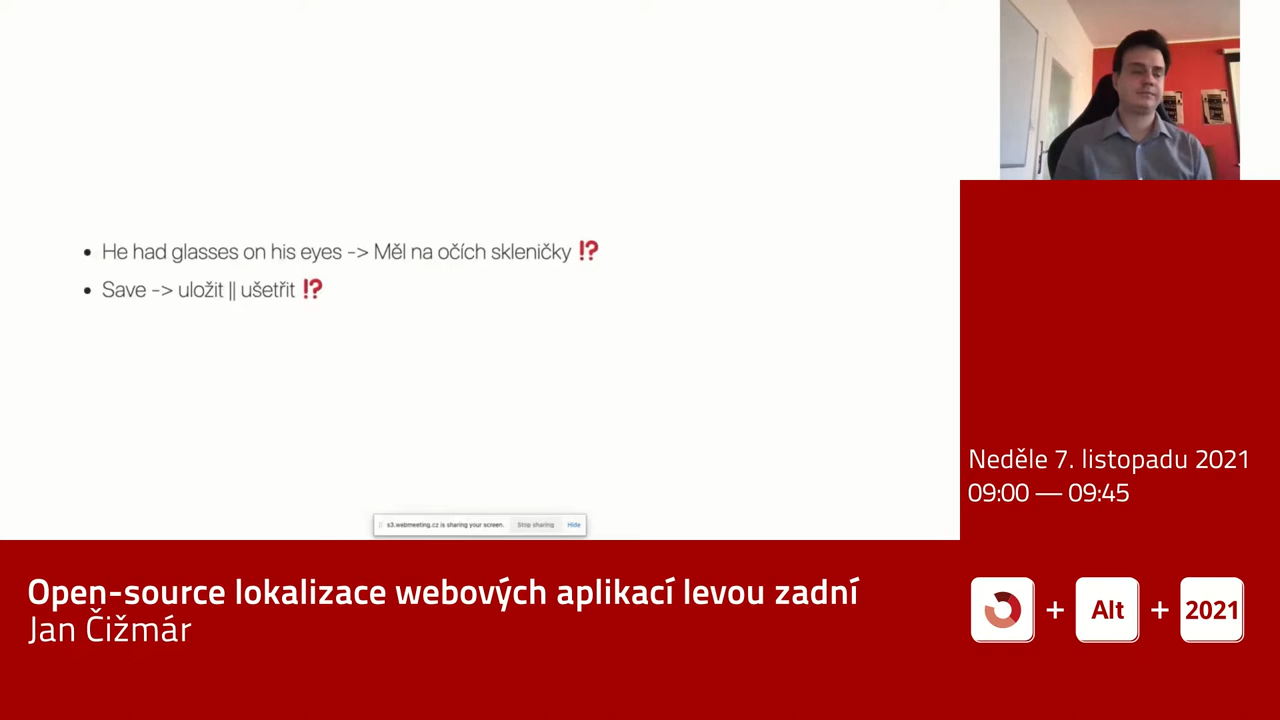 He had glasses on his eyes -> Měl na očích skleničky ⁉
Save -> uložit || ušetřit ⁉
s3.webmeeting.cz is sharing your screen. Stop sharing Hide
Neděle 7. listopadu 2021
09:00 — 09:45
Open-source lokalizace webových aplikací levou zadní
Jan Čižmár
+ Alt + 2021